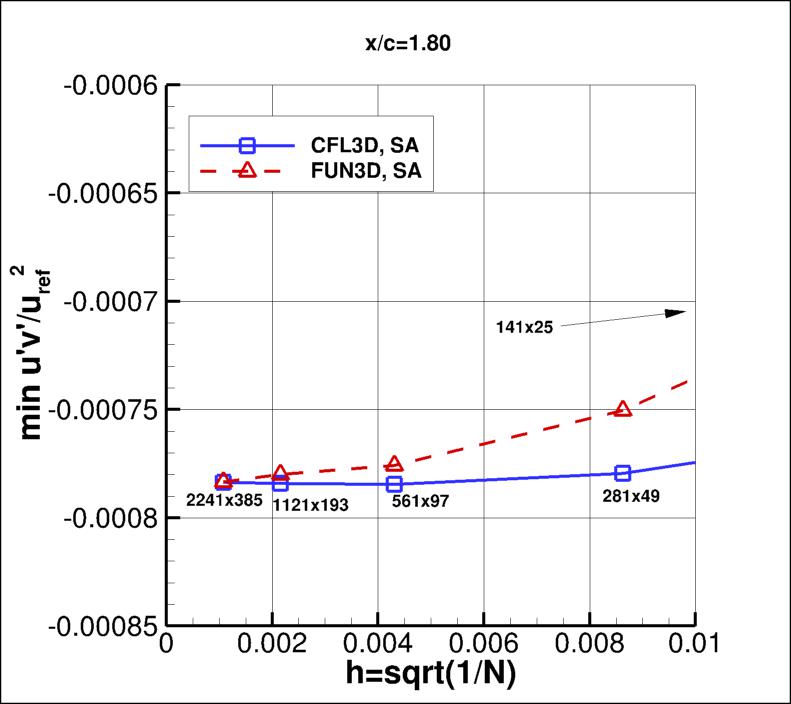 x/c=1.80
-0.0006
CFL3D, SA
FUN3D, SA
-0.00065
min u'v'/u_ref^2
-0.0007
141x25
-0.00075
2241x385
1121x193
561x97
281x49
-0.0008
-0.00085
0
0.002
0.004
0.006
0.008
0.01
h=sqrt(1/N)